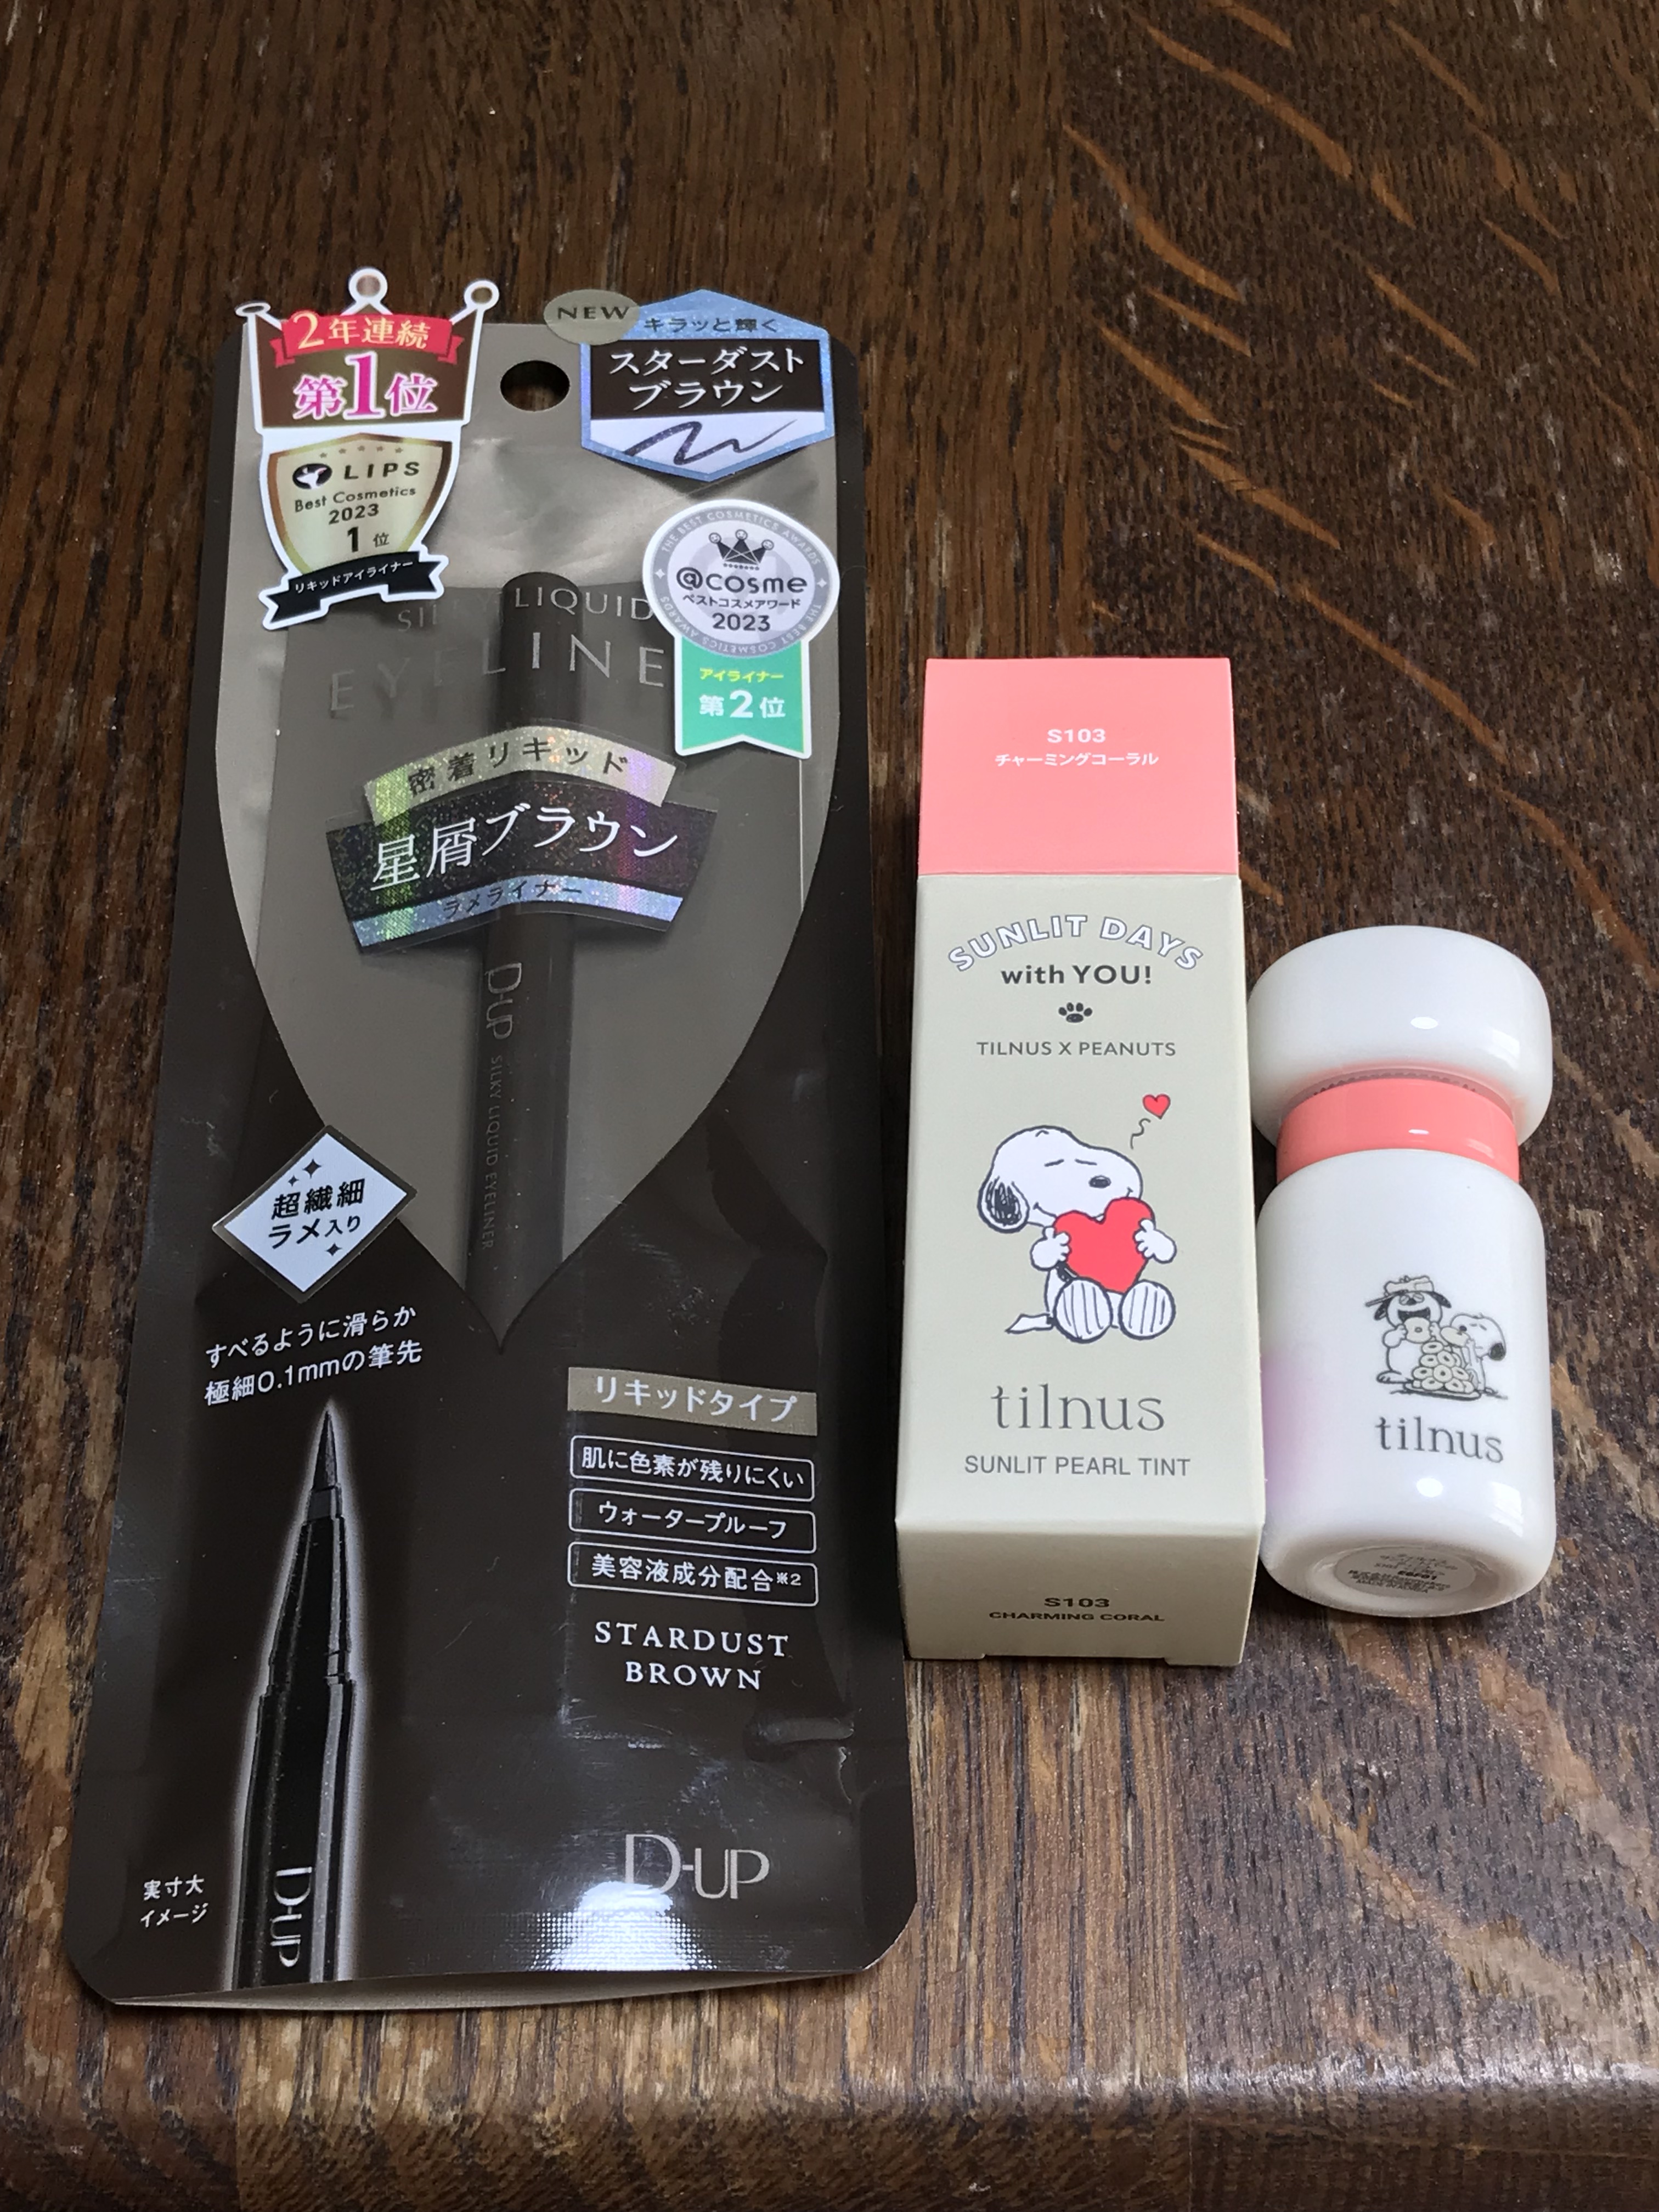 2年連続
第1位
LIPS
Best Cosmetics
2023
1位
リキッドアイライナー
NEW
キラッと輝く
スターダスト
ブラウン
THE BEST COSMETICS AWARDS
@cosme
ベストコスメアワード
2023
THE BEST COSMETICS AWARDS
アイライナー
第2位
LIQUID
EYELINE
密着リキッド
星屑ブラウン
ラメライナー
D-UP SILKY LIQUID EYELINER
超繊細
ラメ入り
すべるように滑らか
極細0.1mmの筆先
リキッドタイプ
肌に色素が残りにくい
ウォータープルーフ
美容液成分配合※2
STARDUST
BROWN
D-UP
実寸大
イメージ
D-UP
S103
チャーミングコーラル
SUNLIT DAYS
with YOU!
TILNUS X PEANUTS
tilnus
SUNLIT PEARL TINT
S103
CHARMING CORAL
tilnus